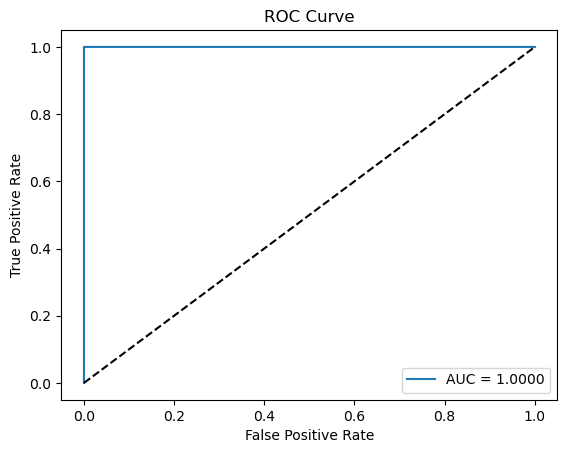 ROC Curve
True Positive Rate
1.0
0.8
0.6
0.4
0.2
0.0
AUC = 1.0000
0.0 0.2 0.4 0.6 0.8 1.0
False Positive Rate